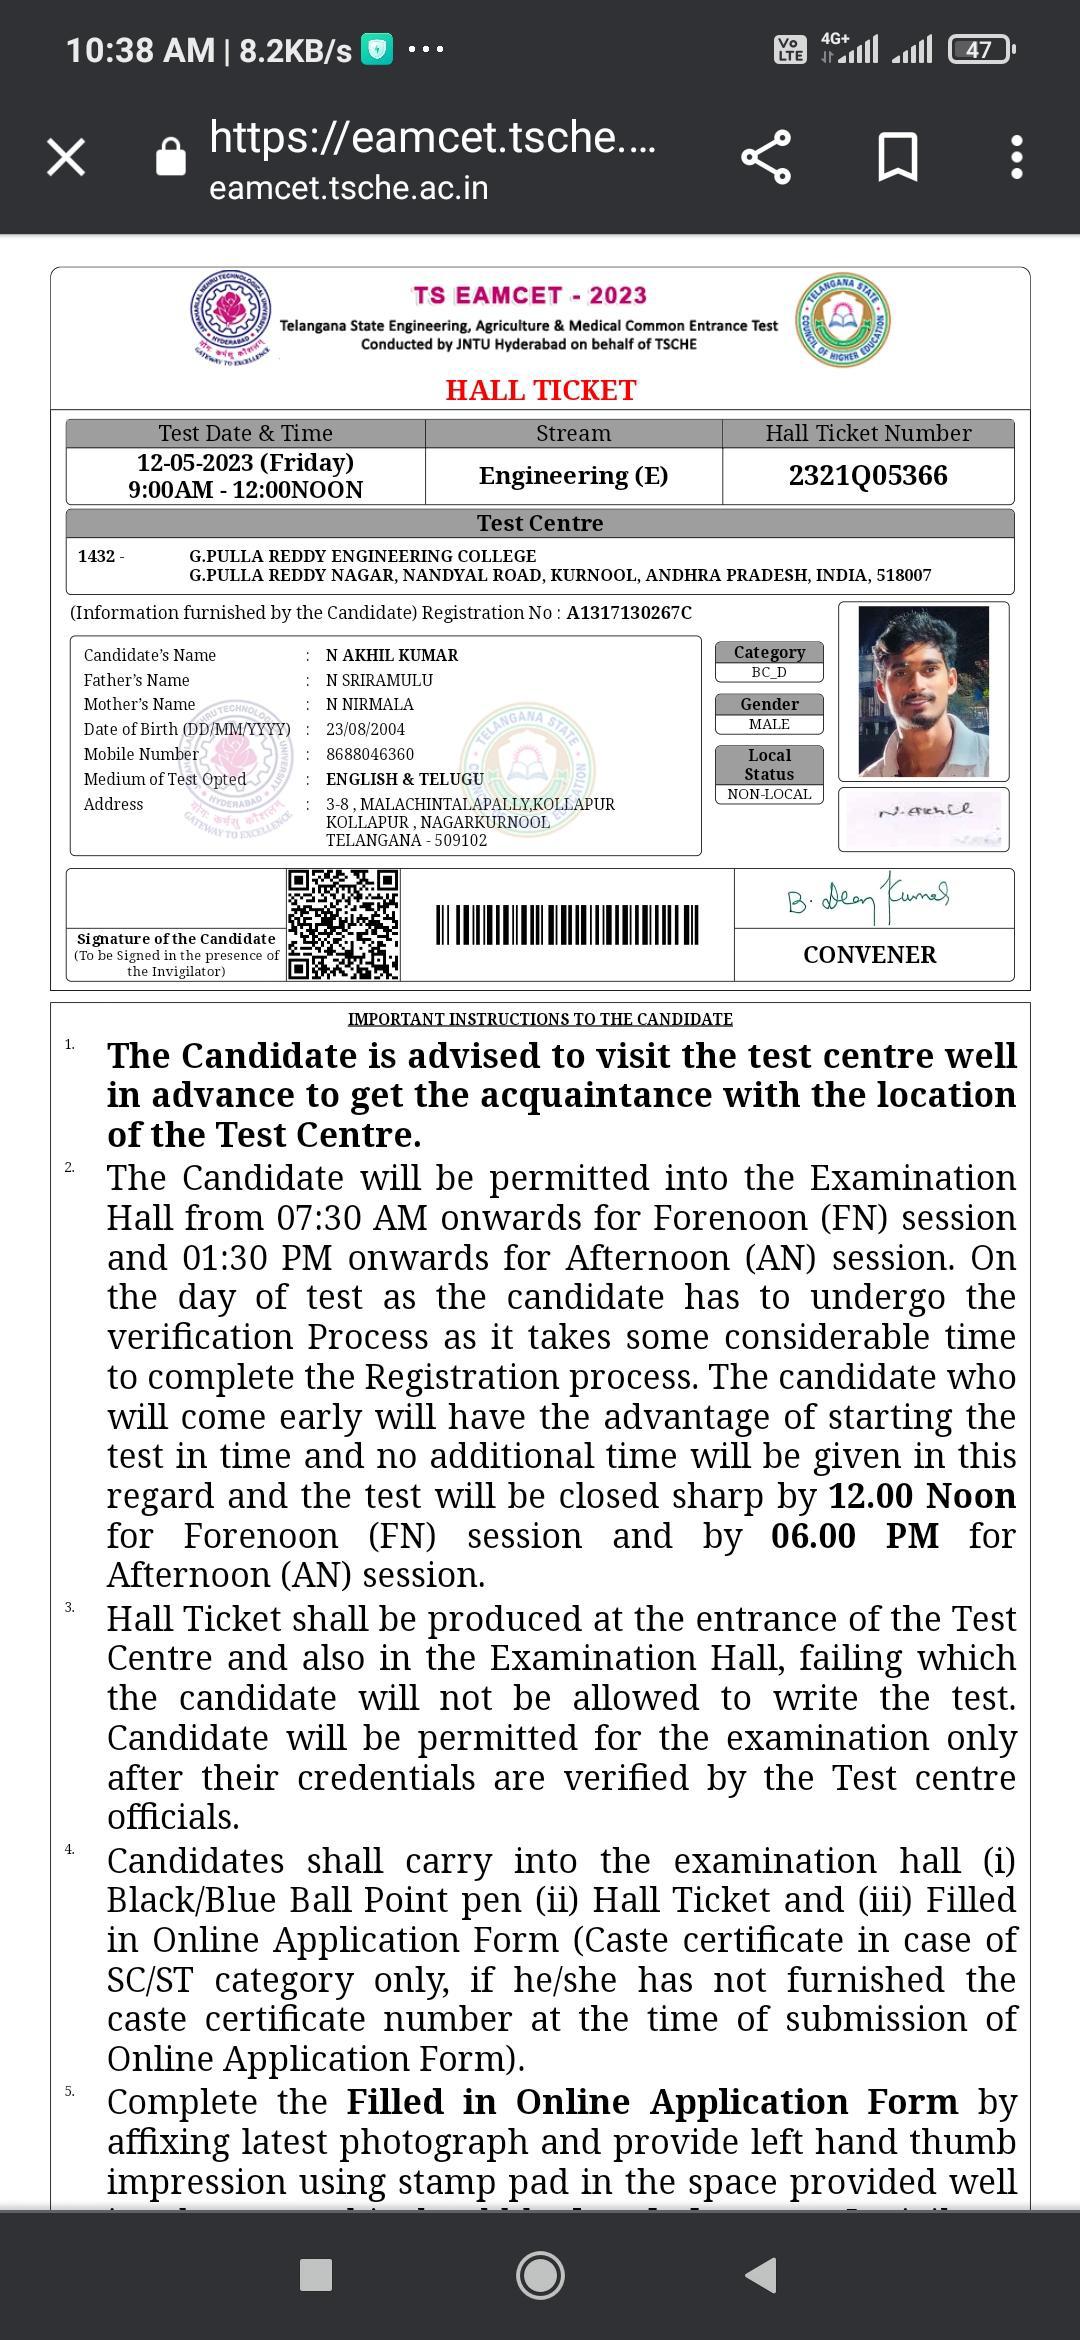 10:38 AM | 8.2KB/s ...
Vo LTE 4G+ 47
https://eamcet.tsche....
eamcet.tsche.ac.in
TS EAMCET - 2023
Telangana State Engineering, Agriculture & Medical Common Entrance Test
Conducted by JNTU Hyderabad on behalf of TSCHE
HALL TICKET
Test Date & Time Stream Hall Ticket Number
12-05-2023 (Friday)
9:00AM - 12:00NOON Engineering (E) 2321Q05366
Test Centre
1432 - G.PULLA REDDY ENGINEERING COLLEGE
G.PULLA REDDY NAGAR, NANDYAL ROAD, KURNOOL, ANDHRA PRADESH, INDIA, 518007
(Information furnished by the Candidate) Registration No : A1317130267C
Candidate's Name : N AKHIL KUMAR
Father's Name : N SRIRAMULU
Mother's Name : N NIRMALA
Date of Birth (DD/MM/YYYY) : 23/08/2004
Mobile Number : 8688046360
Medium of Test Opted : ENGLISH & TELUGU
Address : 3-8 , MALACHINTALAPALLY,KOLLAPUR
KOLLAPUR , NAGARKURNOOL
TELANGANA - 509102
Category
BC_D
Gender
MALE
Local
Status
NON-LOCAL
N. Akhil
Signature of the Candidate
(To be Signed in the presence of
the Invigilator)
CONVENER
IMPORTANT INSTRUCTIONS TO THE CANDIDATE
1. The Candidate is advised to visit the test centre well
in advance to get the acquaintance with the location
of the Test Centre.
2. The Candidate will be permitted into the Examination
Hall from 07:30 AM onwards for Forenoon (FN) session
and 01:30 PM onwards for Afternoon (AN) session. On
the day of test as the candidate has to undergo the
verification Process as it takes some considerable time
to complete the Registration process. The candidate who
will come early will have the advantage of starting the
test in time and no additional time will be given in this
regard and the test will be closed sharp by 12.00 Noon
for Forenoon (FN) session and by 06.00 PM for
Afternoon (AN) session.
3. Hall Ticket shall be produced at the entrance of the Test
Centre and also in the Examination Hall, failing which
the candidate will not be allowed to write the test.
Candidate will be permitted for the examination only
after their credentials are verified by the Test centre
officials.
4. Candidates shall carry into the examination hall (i)
Black/Blue Ball Point pen (ii) Hall Ticket and (iii) Filled
in Online Application Form (Caste certificate in case of
SC/ST category only, if he/she has not furnished the
caste certificate number at the time of submission of
Online Application Form).
5. Complete the Filled in Online Application Form by
affixing latest photograph and provide left hand thumb
impression using stamp pad in the space provided well